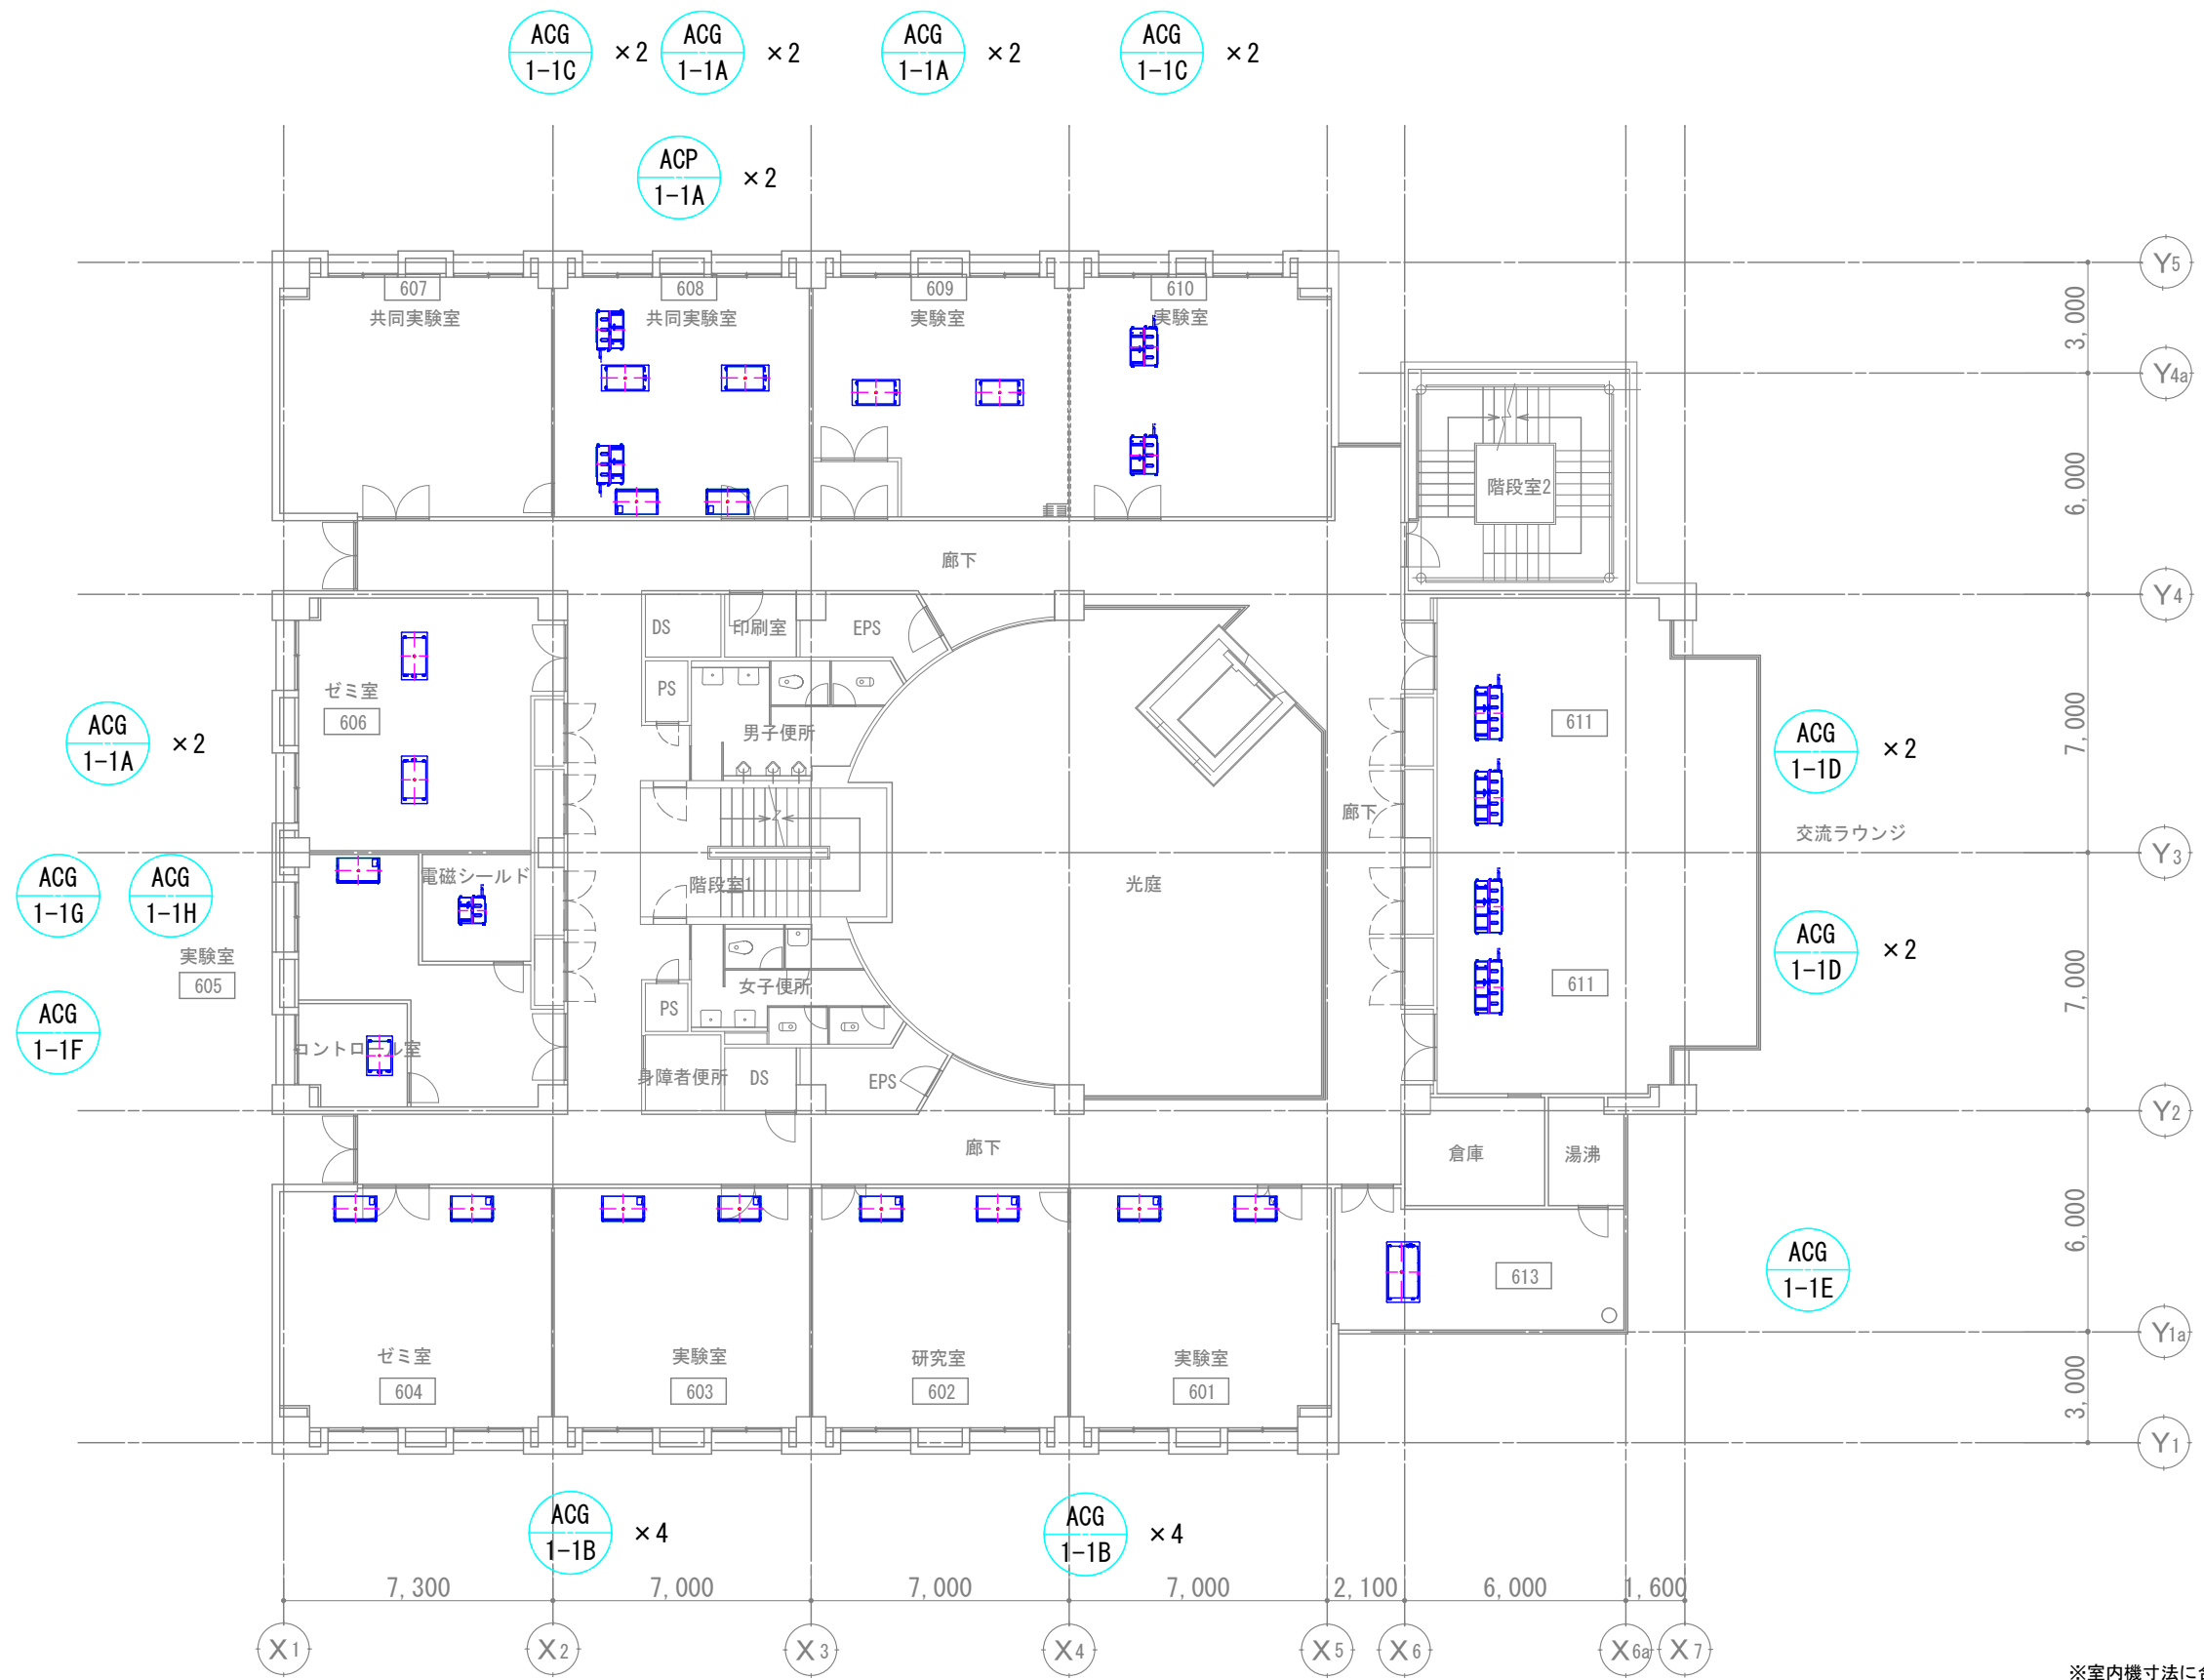 ACG
1-1C
×2
ACG
1-1A
×2
ACG
1-1A
×2
ACG
1-1C
×2
ACP
1-1A
×2
Y5
607
608
609
610
共同実験室
共同実験室
実験室
実験室
3,000
Y4a
階段室2
6,000
廊下
Y4
DS
印刷室
EPS
ゼミ室
606
PS
男子便所
611
ACG
1-1A
×2
ACG
1-1D
×2
7,000
廊下
交流ラウンジ
Y3
ACG
1-1G
ACG
1-1H
電磁シールド
階段室1
光庭
実験室
605
PS
女子便所
611
ACG
1-1D
×2
7,000
ACG
1-1F
コントロール室
身障者便所
DS
EPS
Y2
廊下
倉庫
湯沸
6,000
613
ACG
1-1E
Y1a
ゼミ室
実験室
研究室
実験室
604
603
602
601
3,000
Y1
ACG
1-1B
×4
ACG
1-1B
×4
7,300
7,000
7,000
7,000
2,100
6,000
1,600
X1
X2
X3
X4
X5
X6
X6a
X7
※室内機寸法に